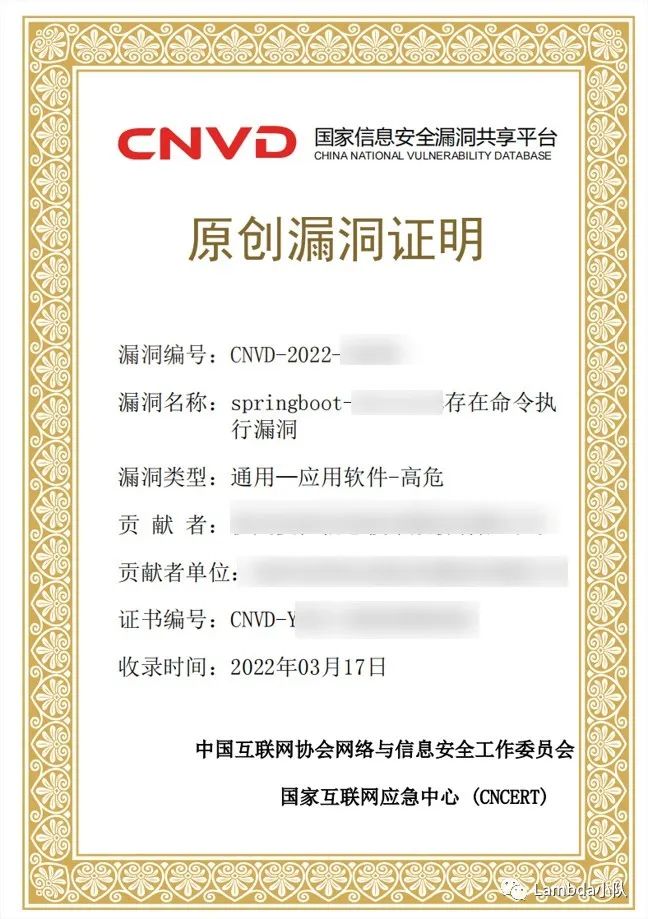 CNVD 国家信息安全漏洞共享平台
CHINA NATIONAL VULNERABILITY DATABASE
原创漏洞证明
漏洞编号：CNVD-2022-
漏洞名称：springboot- 存在命令执
行漏洞
漏洞类型：通用—应用软件-高危
贡 献 者：
贡献者单位：
证书编号：CNVD-Y
收录时间：2022年03月17日
中国互联网协会网络与信息安全工作委员会
国家互联网应急中心 (CNCERT)
Lambda小队